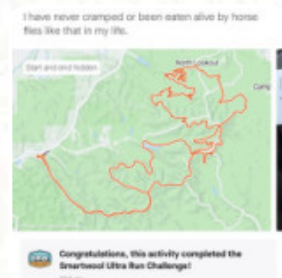 I have never cramped or been eaten alive by horse
flies like that in my life.
Start and end hidden
North Lookout
Camp
Congratulations, this activity completed the
Smartwool Ultra Run Challenge!